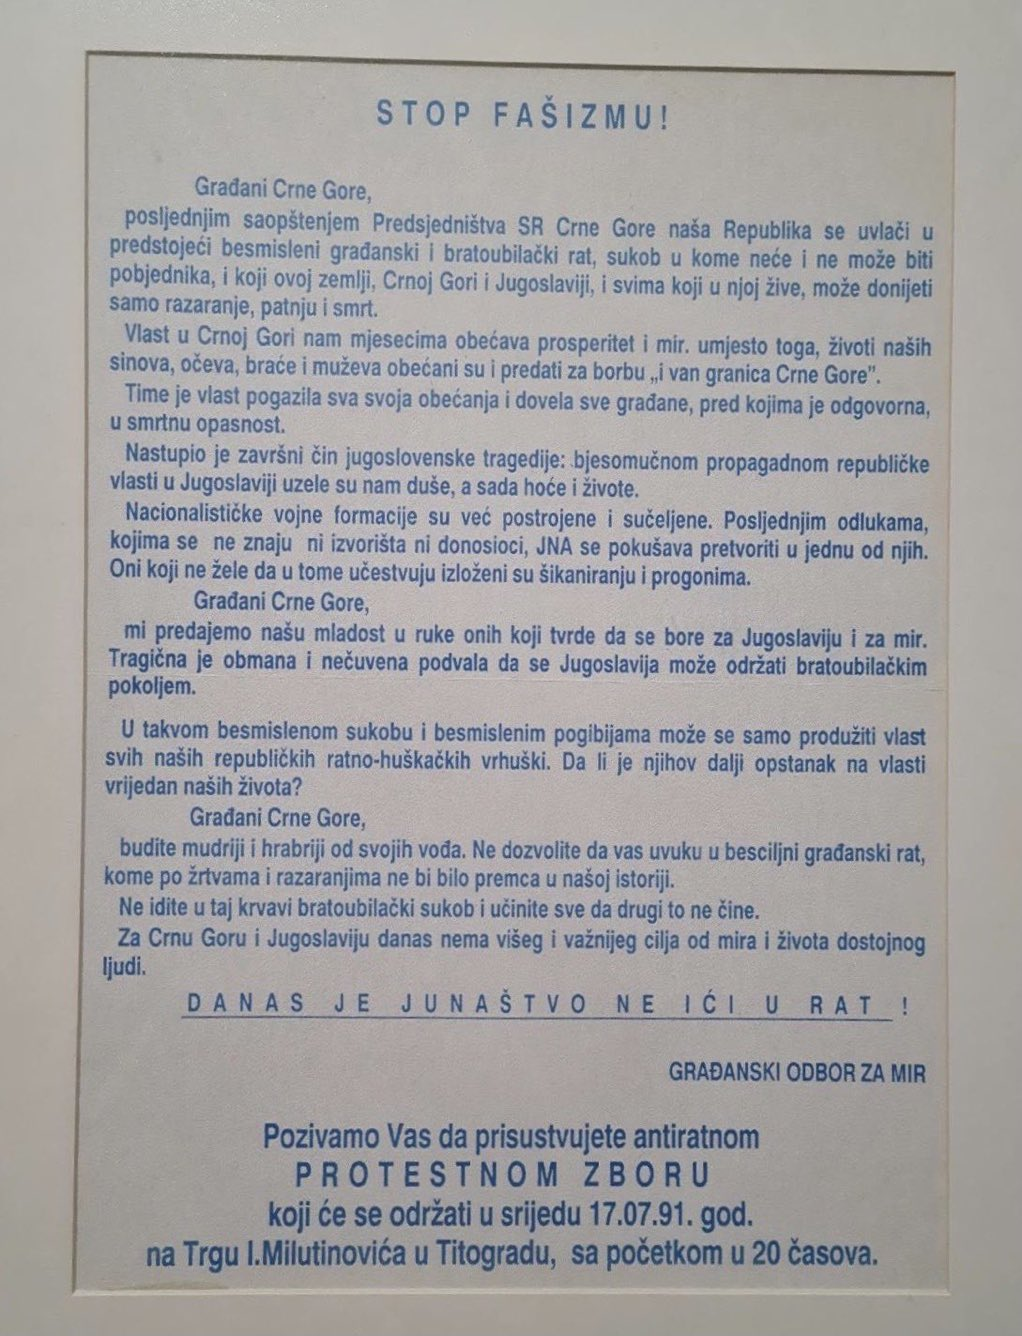 STOP FAŠIZMU!
Građani Crne Gore,
posljednjim saopštenjem Predsjedništva SR Crne Gore naša Republika se uvlači u
predstojeći besmisleni građanski i bratoubilački rat, sukob u kome neće i ne može biti
pobjednika, i koji ovoj zemlji, Crnoj Gori i Jugoslaviji, i svima koji u njoj žive, može donijeti
samo razaranje, patnju i smrt.
Vlast u Crnoj Gori nam mjesecima obećava prosperitet i mir. umjesto toga, životi naših
sinova, očeva, braće i muževa obećani su i predati za borbu „i van granica Crne Gore”.
Time je vlast pogazila sva svoja obećanja i dovela sve građane, pred kojima je odgovorna,
u smrtnu opasnost.
Nastupio je završni čin jugoslovenske tragedije: bjesomučnom propagadnom republičke
vlasti u Jugoslaviji uzele su nam duše, a sada hoće i živote.
Nacionalističke vojne formacije su već postrojene i sučeljene. Posljednjim odlukama,
kojima se ne znaju ni izvorišta ni donosioci, JNA se pokušava pretvoriti u jednu od njih.
Oni koji ne žele da u tome učestvuju izloženi su šikaniranju i progonima.
Građani Crne Gore,
mi predajemo našu mladost u ruke onih koji tvrde da se bore za Jugoslaviju i za mir.
Tragična je obmana i nečuvena podvala da se Jugoslavija može održati bratoubilačkim
pokoljem.
U takvom besmislenom sukobu i besmislenim pogibijama može se samo produžiti vlast
svih naših republičkih ratno-huškačkih vrhuški. Da li je njihov dalji opstanak na vlasti
vrijedan naših života?
Građani Crne Gore,
budite mudriji i hrabriji od svojih vođa. Ne dozvolite da vas uvuku u besciljni građanski rat,
kome po žrtvama i razaranjima ne bi bilo premca u našoj istoriji.
Ne idite u taj krvavi bratoubilački sukob i učinite sve da drugi to ne čine.
Za Crnu Goru i Jugoslaviju danas nema višeg i važnijeg cilja od mira i života dostojnog
ljudi.
DANAS JE JUNAŠTVO NE IĆI U RAT !
GRAĐANSKI ODBOR ZA MIR
Pozivamo Vas da prisustvujete antiratnom
PROTESTNOM ZBORU
koji će se održati u srijedu 17.07.91. god.
na Trgu I.Milutinovića u Titogradu, sa početkom u 20 časova.